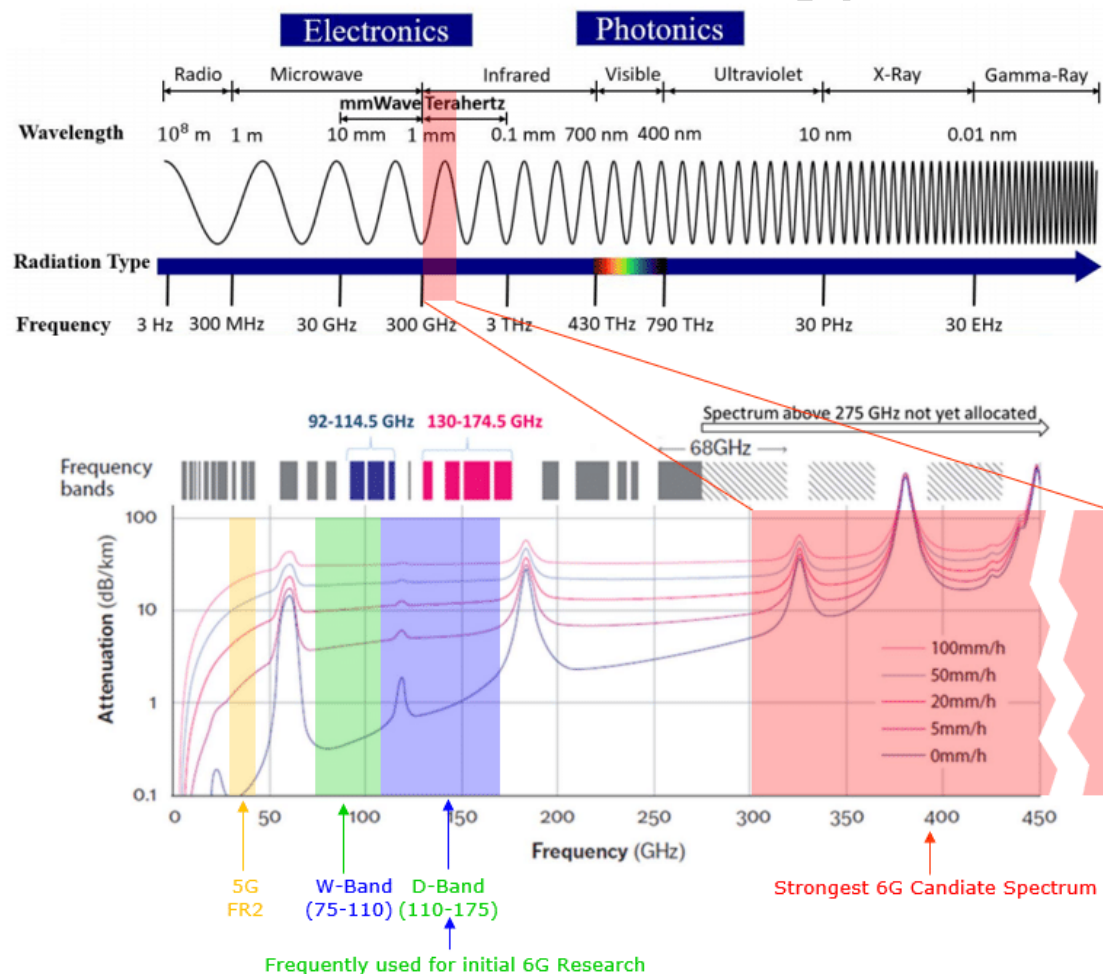 Electronics
Photonics
Radio Microwave Infrared Visible Ultraviolet X-Ray Gamma-Ray
mmWave Terahertz
Wavelength 10⁸ m 1 m 10 mm 1 mm 0.1 mm 700 nm 400 nm 10 nm 0.01 nm
Radiation Type
Frequency 3 Hz 300 MHz 30 GHz 300 GHz 3 THz 430 THz 790 THz 30 PHz 30 EHz
92-114.5 GHz 130-174.5 GHz
Spectrum above 275 GHz not yet allocated
68GHz
Frequency
bands
Attenuation (dB/km)
100
10
1
0.1
100mm/h
50mm/h
20mm/h
5mm/h
0mm/h
0 50 100 150 200 250 300 350 400 450
Frequency (GHz)
5G
FR2
W-Band
(75-110)
D-Band
(110-175)
Strongest 6G Candiate Spectrum
Frequently used for initial 6G Research